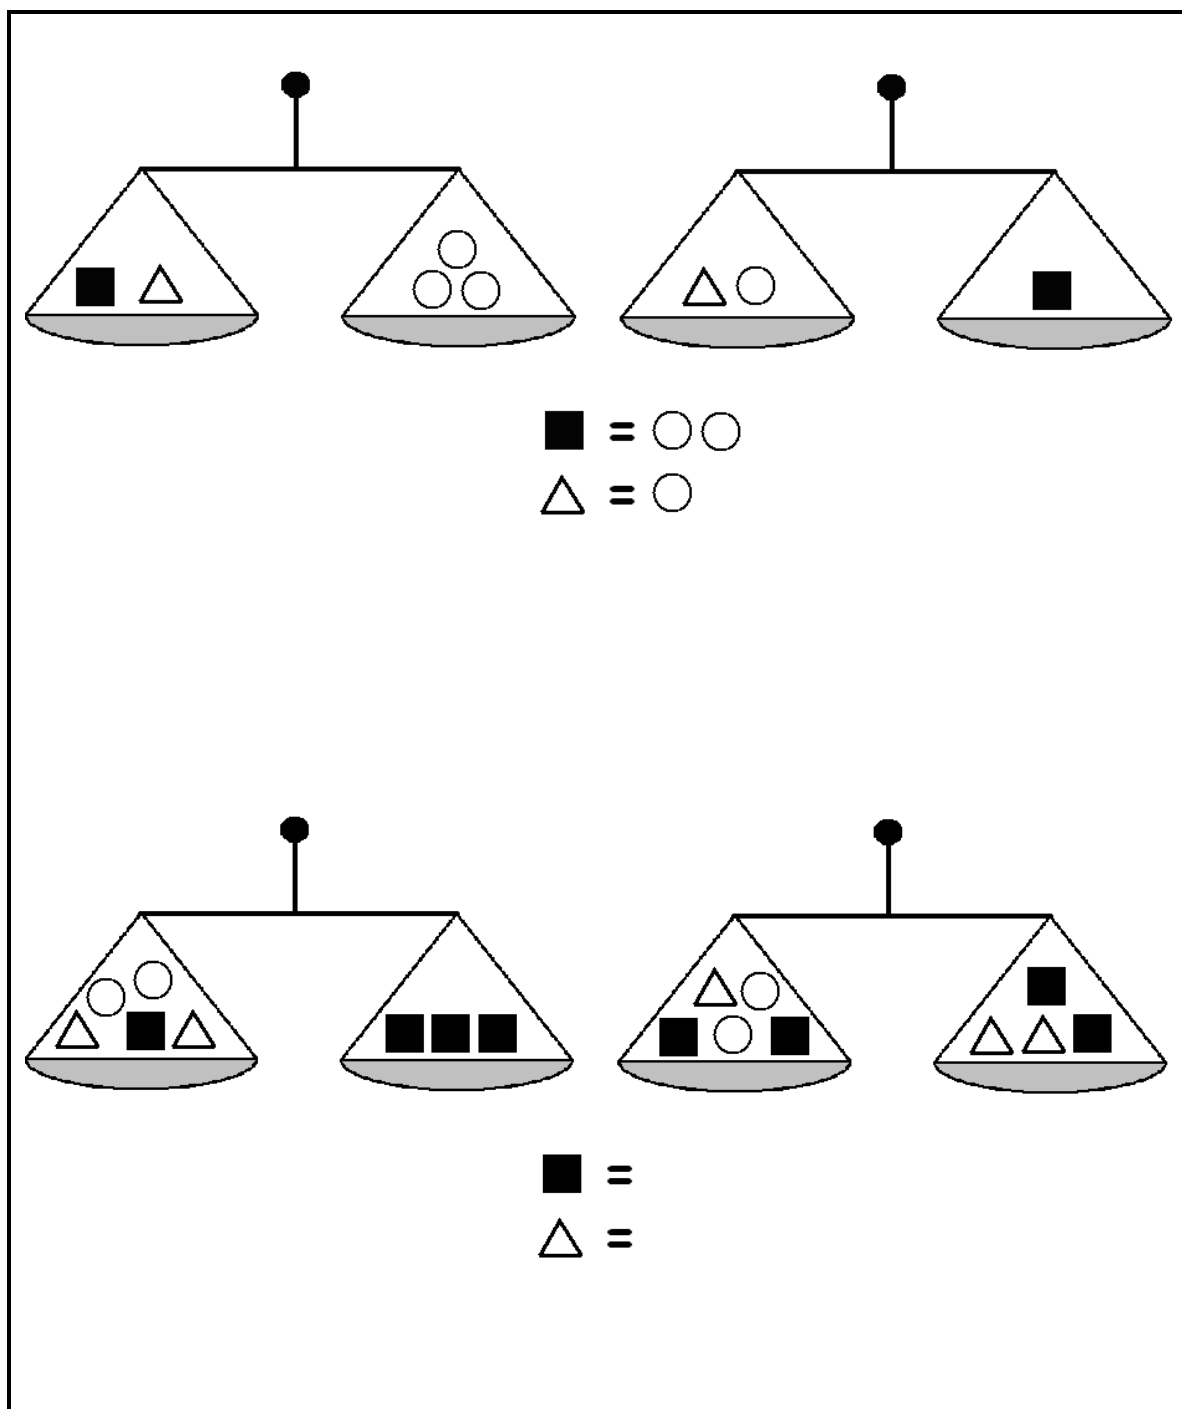 ■ = ○○
△ = ○
■ =
△ =